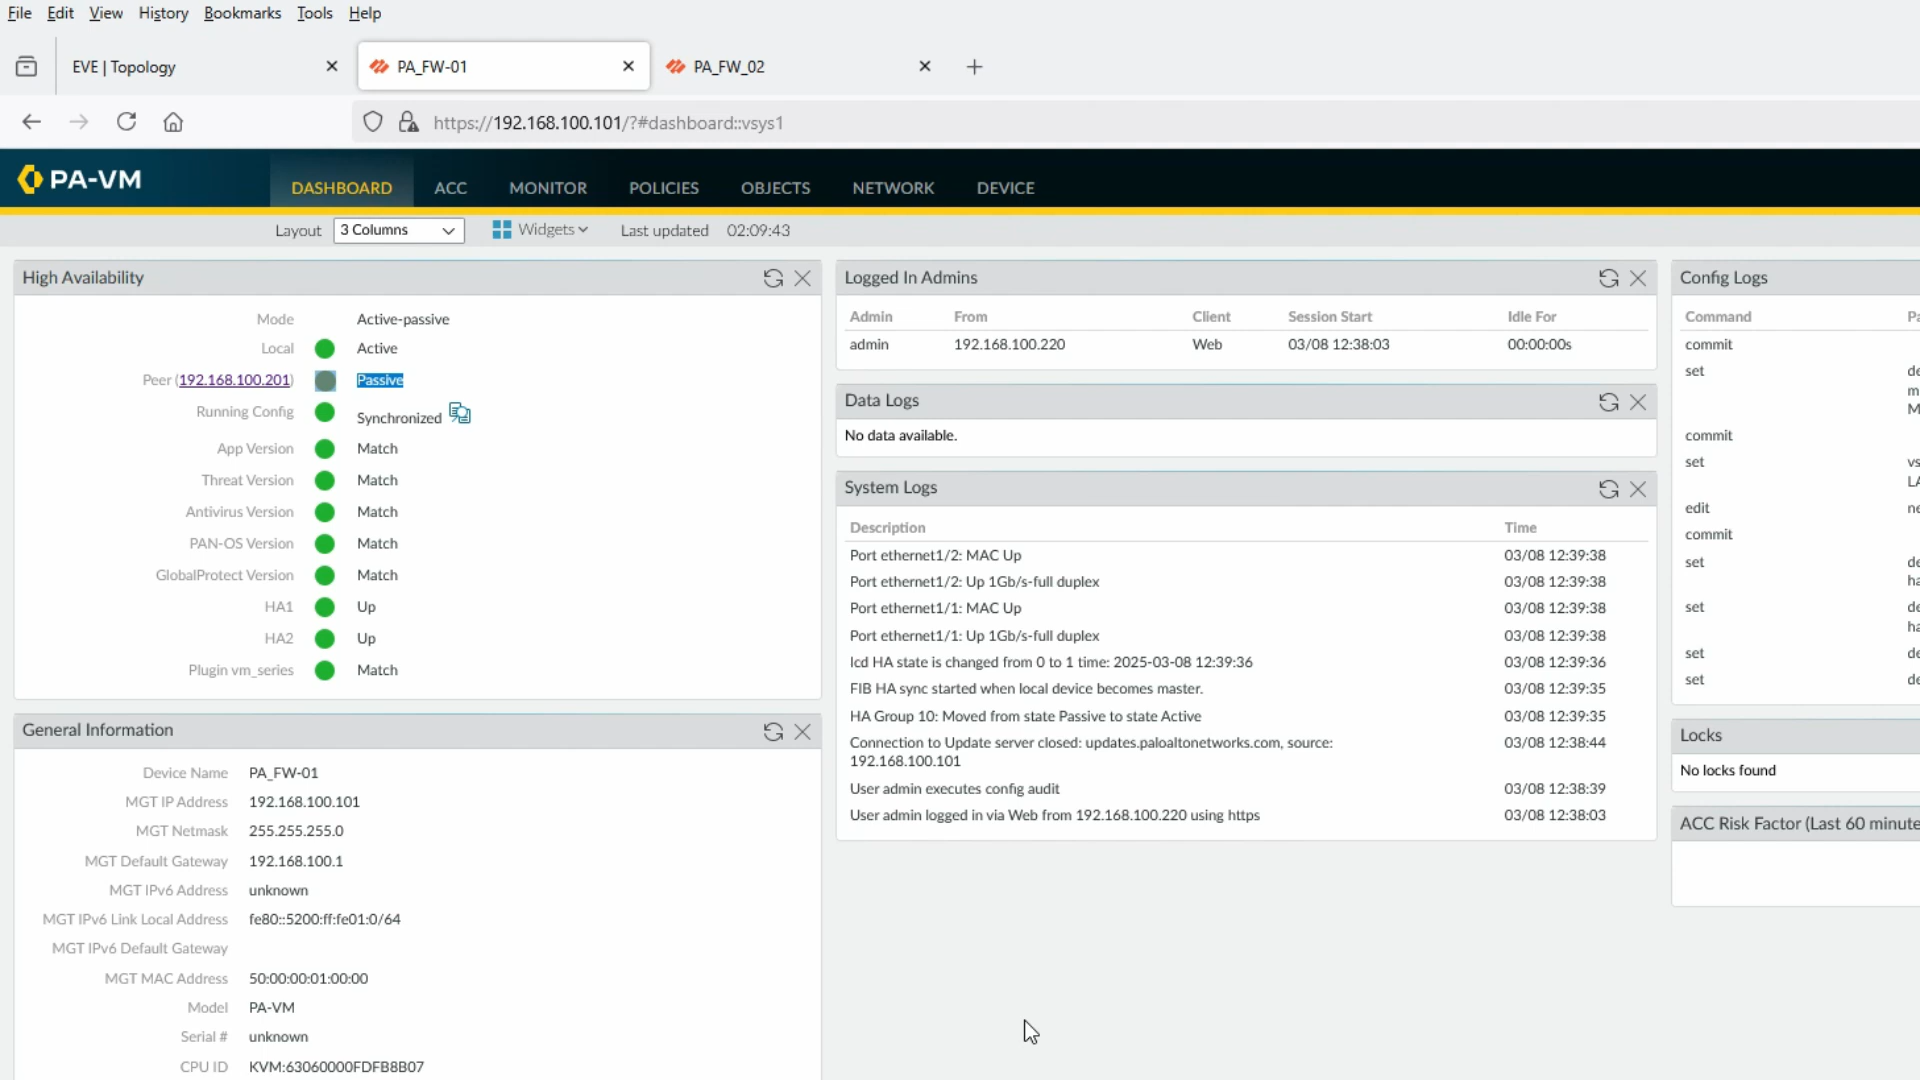 File Edit View History Bookmarks Tools Help
EVE | Topology
PA_FW-01
PA_FW_02
https://192.168.100.101/?#dashboard::vsys1
PA-VM
DASHBOARD ACC MONITOR POLICIES OBJECTS NETWORK DEVICE
Layout 3 Columns Widgets Last updated 02:09:43
High Availability
Mode Active-passive
Local Active
Peer (192.168.100.201) Passive
Running Config Synchronized
App Version Match
Threat Version Match
Antivirus Version Match
PAN-OS Version Match
GlobalProtect Version Match
HA1 Up
HA2 Up
Plugin vm_series Match
General Information
Device Name PA_FW-01
MGT IP Address 192.168.100.101
MGT Netmask 255.255.255.0
MGT Default Gateway 192.168.100.1
MGT IPv6 Address unknown
MGT IPv6 Link Local Address fe80::5200:ff:fe01:0/64
MGT IPv6 Default Gateway
MGT MAC Address 50:00:00:01:00:00
Model PA-VM
Serial # unknown
CPU ID KVM:63060000FDFB8B07
Logged In Admins
Admin From Client Session Start Idle For
admin 192.168.100.220 Web 03/08 12:38:03 00:00:00s
Data Logs
No data available.
System Logs
Description Time
Port ethernet1/2: MAC Up 03/08 12:39:38
Port ethernet1/2: Up 1Gb/s-full duplex 03/08 12:39:38
Port ethernet1/1: MAC Up 03/08 12:39:38
Port ethernet1/1: Up 1Gb/s-full duplex 03/08 12:39:38
lcd HA state is changed from 0 to 1 time: 2025-03-08 12:39:36 03/08 12:39:36
FIB HA sync started when local device becomes master. 03/08 12:39:35
HA Group 10: Moved from state Passive to state Active 03/08 12:39:35
Connection to Update server closed: updates.paloaltonetworks.com, source: 03/08 12:38:44
192.168.100.101
User admin executes config audit 03/08 12:38:39
User admin logged in via Web from 192.168.100.220 using https 03/08 12:38:03
Config Logs
Command Pa
commit
set de
m
M
commit
set vs
LA
edit ne
commit
set de
ha
set de
ha
set de
set de
Locks
No locks found
ACC Risk Factor (Last 60 minute